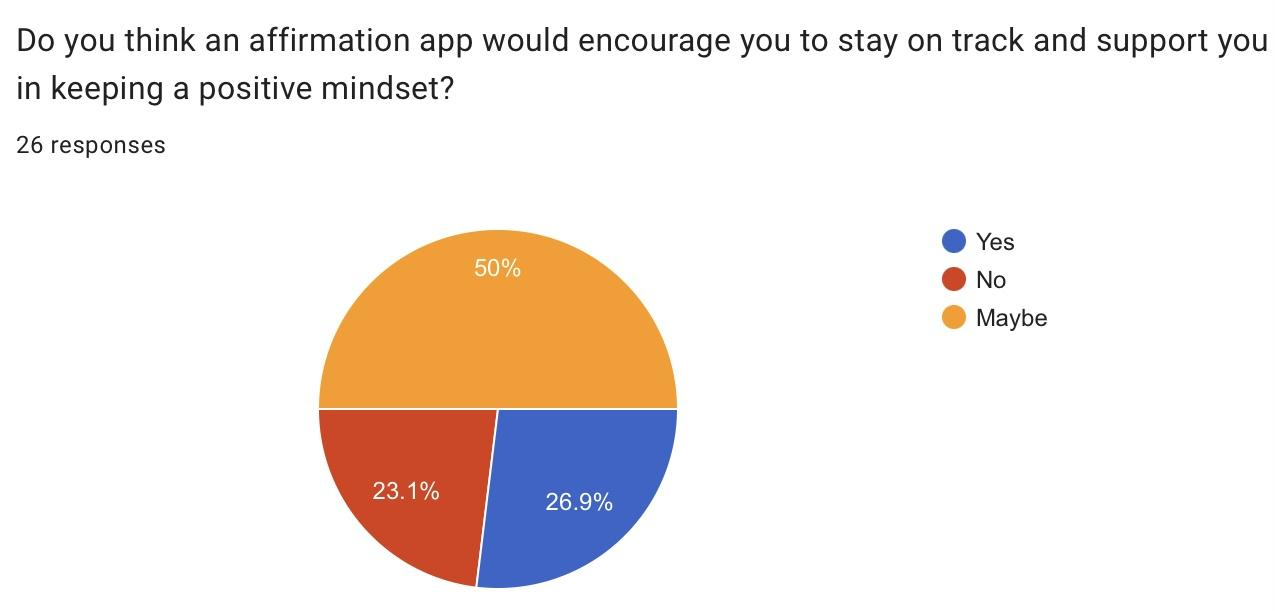 Do you think an affirmation app would encourage you to stay on track and support you
in keeping a positive mindset?
26 responses
50%
23.1%
26.9%
Yes
No
Maybe